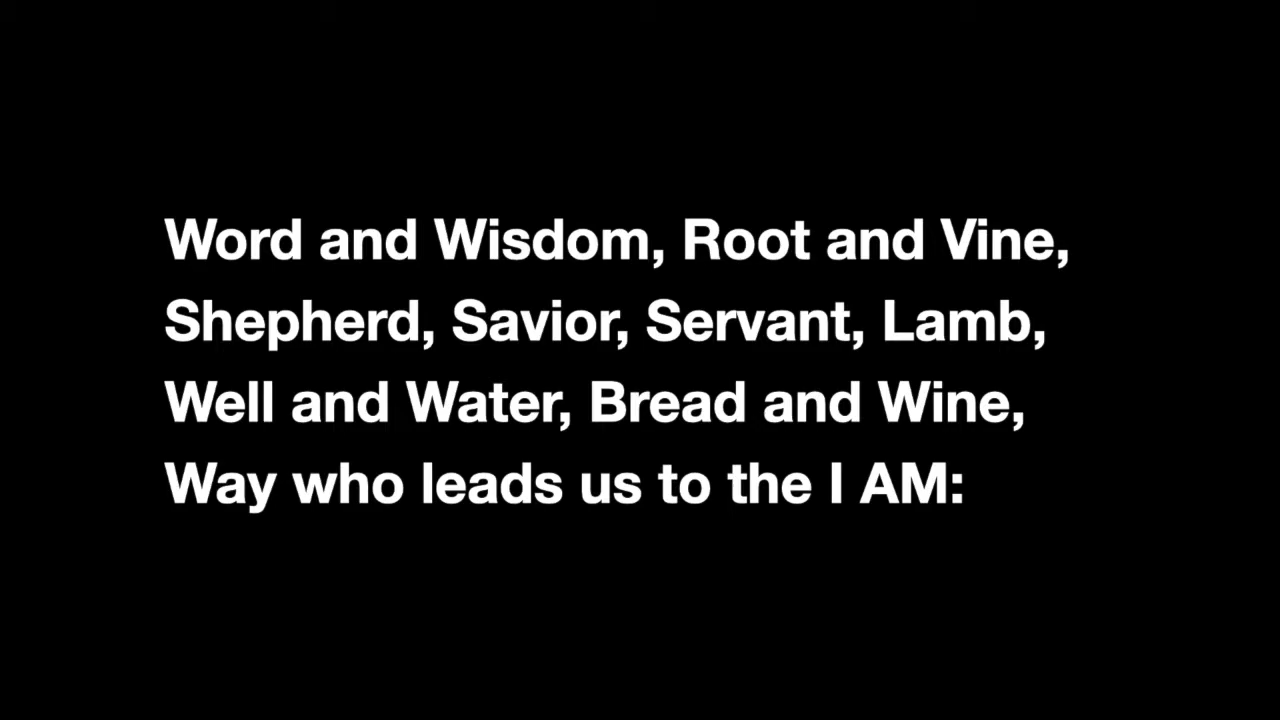 Word and Wisdom, Root and Vine,
Shepherd, Savior, Servant, Lamb,
Well and Water, Bread and Wine,
Way who leads us to the I AM: